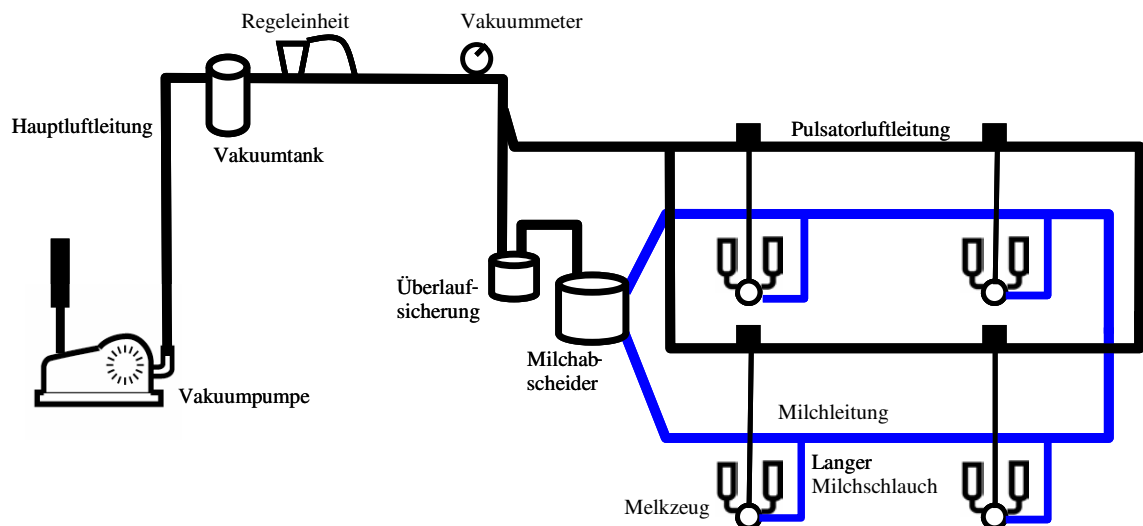 Regeleinheit
Vakuummeter
Hauptluftleitung
Vakuumtank
Pulsatorluftleitung
Überlauf-
sicherung
Milchab-
scheider
Vakuumpumpe
Milchleitung
Langer
Milchschlauch
Melkzeug